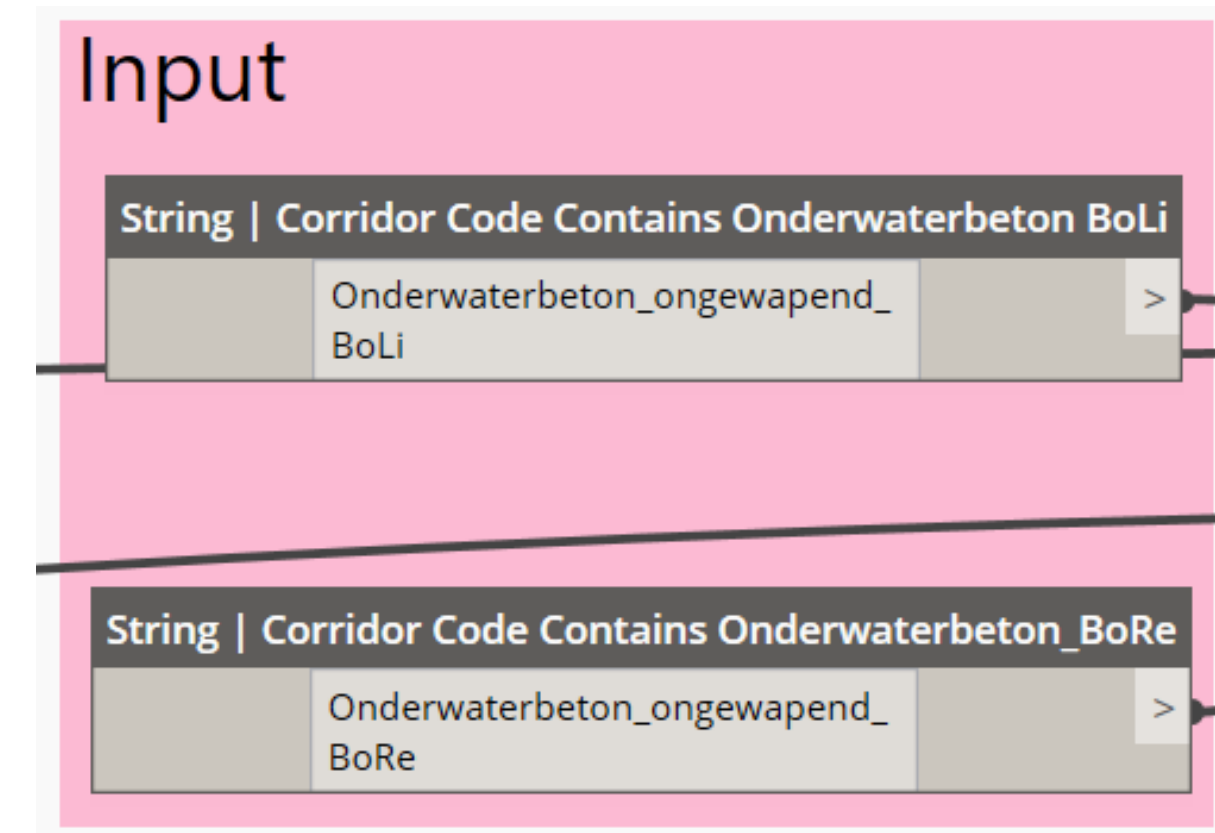 Input
String | Corridor Code Contains Onderwaterbeton BoLi
Onderwaterbeton_ongewapend_
BoLi
>
String | Corridor Code Contains Onderwaterbeton_BoRe
Onderwaterbeton_ongewapend_
BoRe
>